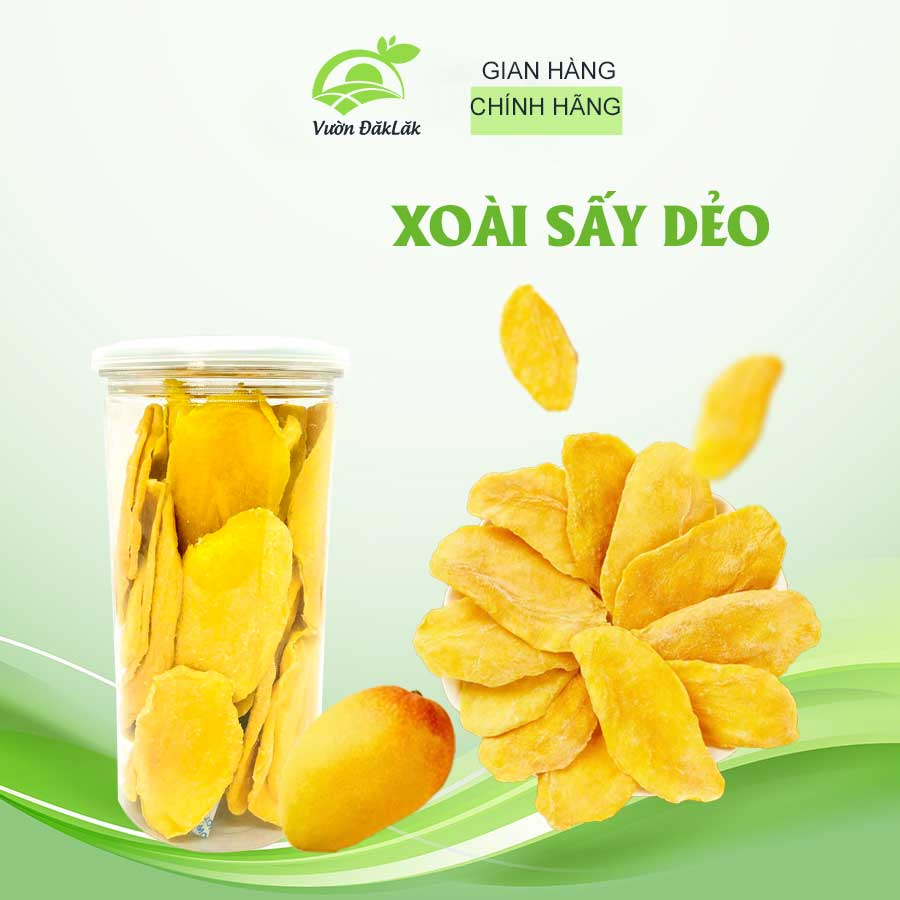 Vườn ĐăkLăk
GIAN HÀNG
CHÍNH HÃNG
XOÀI SẤY DẺO